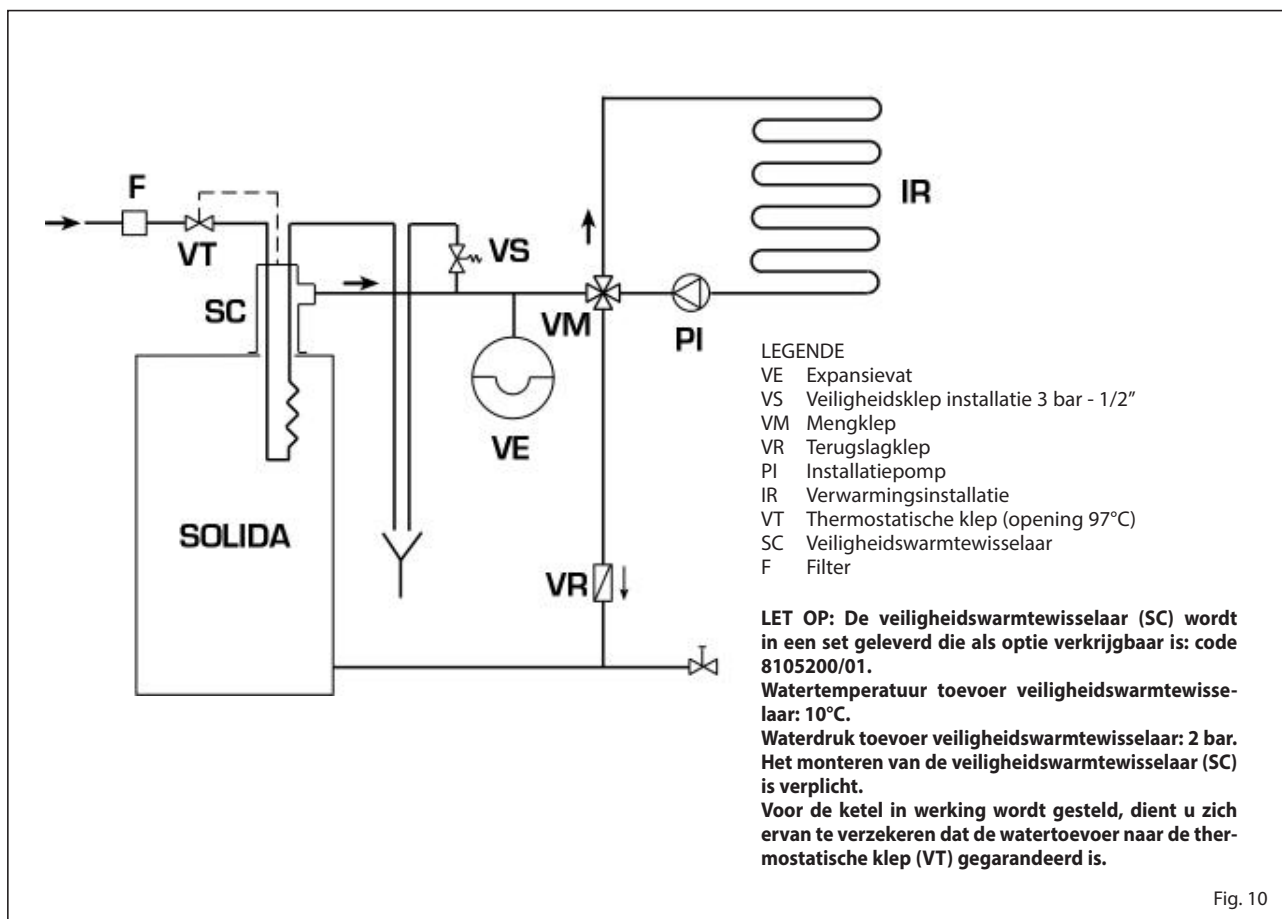 F
VT
SC
VS
VM
PI
IR
VE
SOLIDA
VR
LEGENDE
VE Expansievat
VS Veiligheidsklep installatie 3 bar - 1/2”
VM Mengklep
VR Terugslagklep
PI Installatiepomp
IR Verwarmingsinstallatie
VT Thermostatische klep (opening 97°C)
SC Veiligheidswarmtewisselaar
F Filter
LET OP: De veiligheidswarmtewisselaar (SC) wordt
in een set geleverd die als optie verkrijgbaar is: code
8105200/01.
Watertemperatuur toevoer veiligheidswarmtewisse-
laar: 10°C.
Waterdruk toevoer veiligheidswarmtewisselaar: 2 bar.
Het monteren van de veiligheidswarmtewisselaar (SC)
is verplicht.
Voor de ketel in werking wordt gesteld, dient u zich
ervan te verzekeren dat de watertoevoer naar de ther-
mostatische klep (VT) gegarandeerd is.
Fig. 10